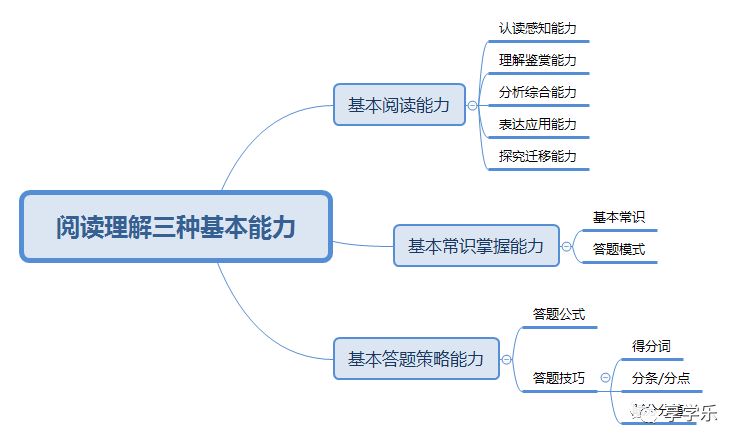 阅读理解三种基本能力
基本阅读能力
认读感知能力
理解鉴赏能力
分析综合能力
表达应用能力
探究迁移能力
基本常识掌握能力
基本常识
答题模式
基本答题策略能力
答题公式
答题技巧
得分词
分条/分点
享学乐